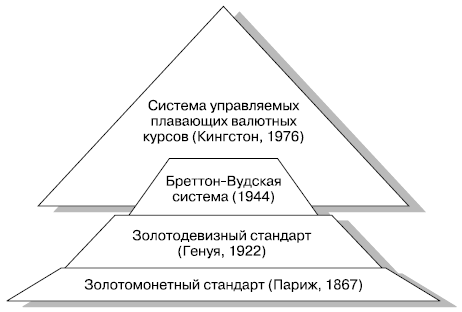 Система управляемых
плавающих валютных
курсов (Кингстон, 1976)
Бреттон-Вудская
система (1944)
Золотодевизный стандарт
(Генуя, 1922)
Золотомонетный стандарт (Париж, 1867)